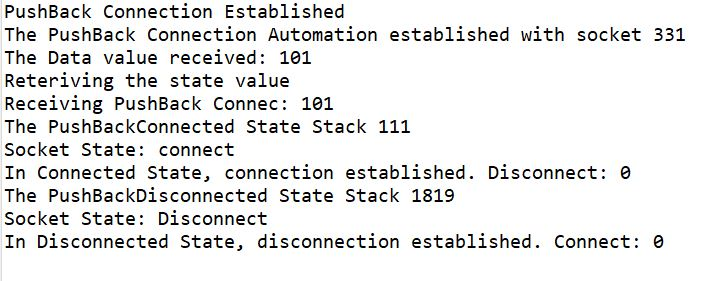 PushBack Connection Established
The PushBack Connection Automation established with socket 331
The Data value received: 101
Reteriving the state value
Receiving PushBack Connec: 101
The PushBackConnected State Stack 111
Socket State: connect
In Connected State, connection established. Disconnect: 0
The PushBackDisconnected State Stack 1819
Socket State: Disconnect
In Disconnected State, disconnection established. Connect: 0